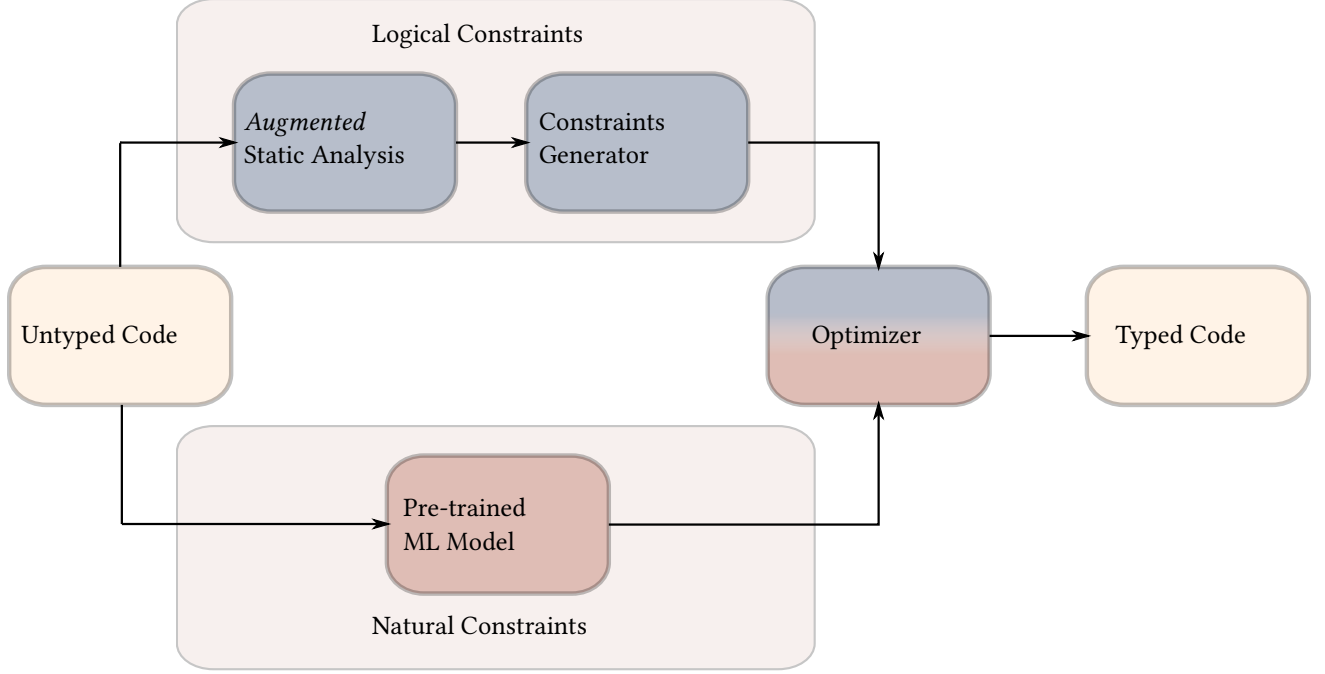 Logical Constraints
Augmented
Static Analysis
Constraints
Generator
Untyped Code
Optimizer
Typed Code
Pre-trained
ML Model
Natural Constraints